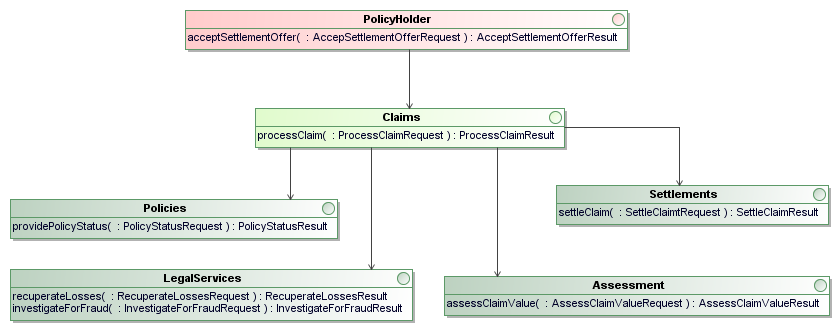 PolicyHolder
acceptSettlementOffer( : AccepSettlementOfferRequest ) : AcceptSettlementOfferResult
Claims
processClaim( : ProcessClaimRequest ) : ProcessClaimResult
Policies
providePolicyStatus( : PolicyStatusRequest ) : PolicyStatusResult
Settlements
settleClaim( : SettleClaimtRequest ) : SettleClaimResult
LegalServices
recuperateLosses( : RecuperateLossesRequest ) : RecuperateLossesResult
investigateForFraud( : InvestigateForFraudRequest ) : InvestigateForFraudResult
Assessment
assessClaimValue( : AssessClaimValueRequest ) : AssessClaimValueResult